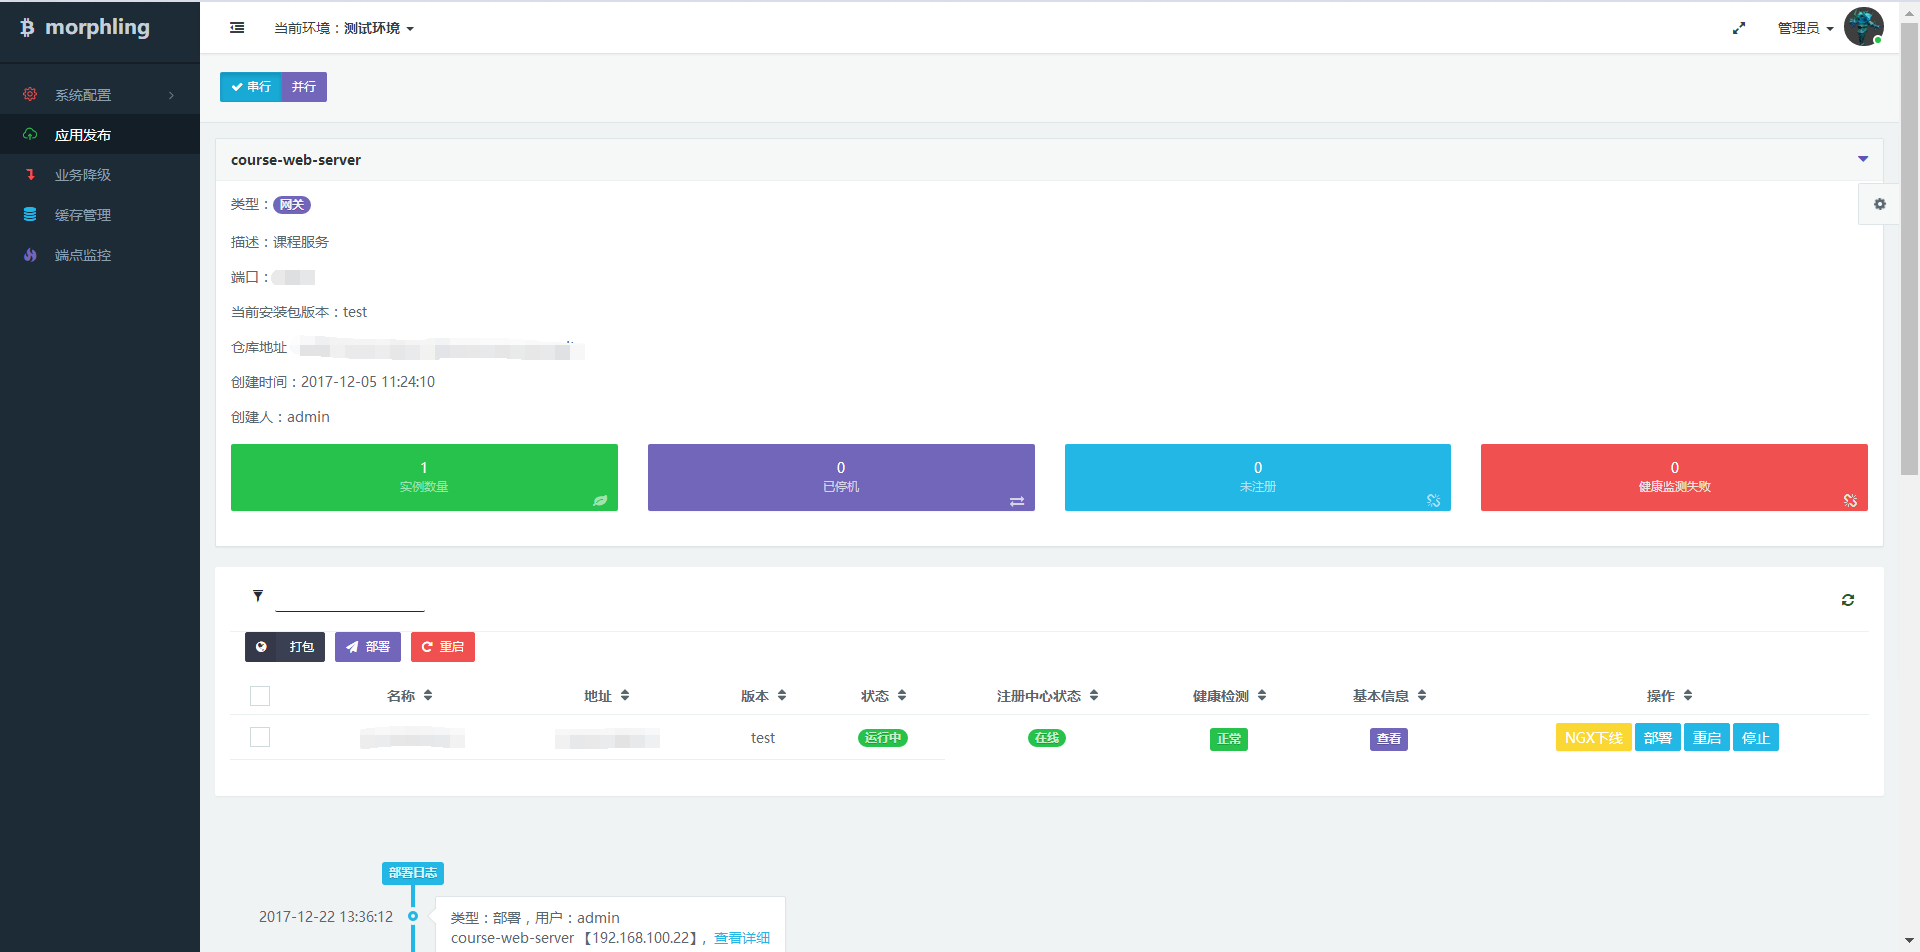 morphling
当前环境：测试环境
管理员
系统配置
应用发布
业务降级
缓存管理
端点监控
串行 并行
course-web-server
类型：网关
描述：课程服务
端口：
当前安装包版本：test
仓库地址
创建时间：2017-12-05 11:24:10
创建人：admin
1
实例数量
0
已停机
0
未注册
0
健康监测失败
打包 部署 重启
名称 地址 版本 状态 注册中心状态 健康检测 基本信息 操作
test 运行中 在线 正常 查看 NGX下线 部署 重启 停止
部署日志
2017-12-22 13:36:12
类型：部署，用户：admin
course-web-server 【192.168.100.22】，查看详细